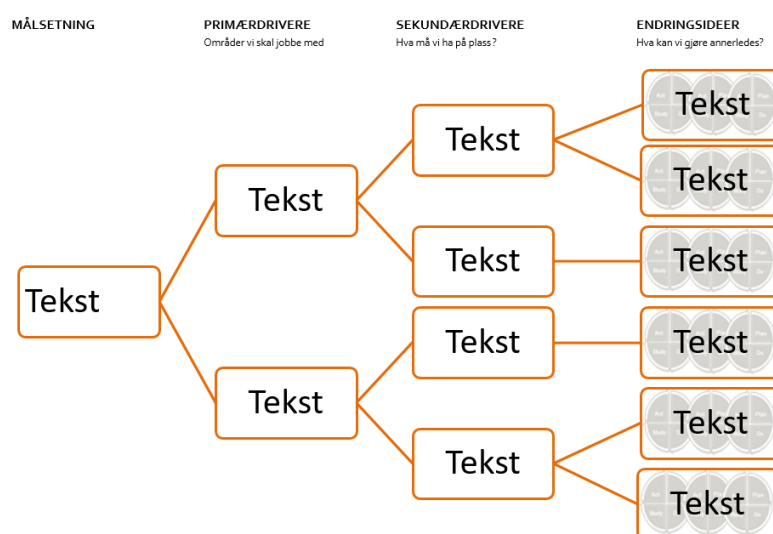 MÅLSETNING
PRIMÆRDRIVERE
Områder vi skal jobbe med
SEKUNDÆRDRIVERE
Hva må vi ha på plass?
ENDRINGSIDEER
Hva kan vi gjøre annerledes?
Tekst
Tekst
Tekst
Tekst
Tekst
Tekst
Tekst
Tekst
Tekst
Tekst
Tekst
Tekst
Tekst